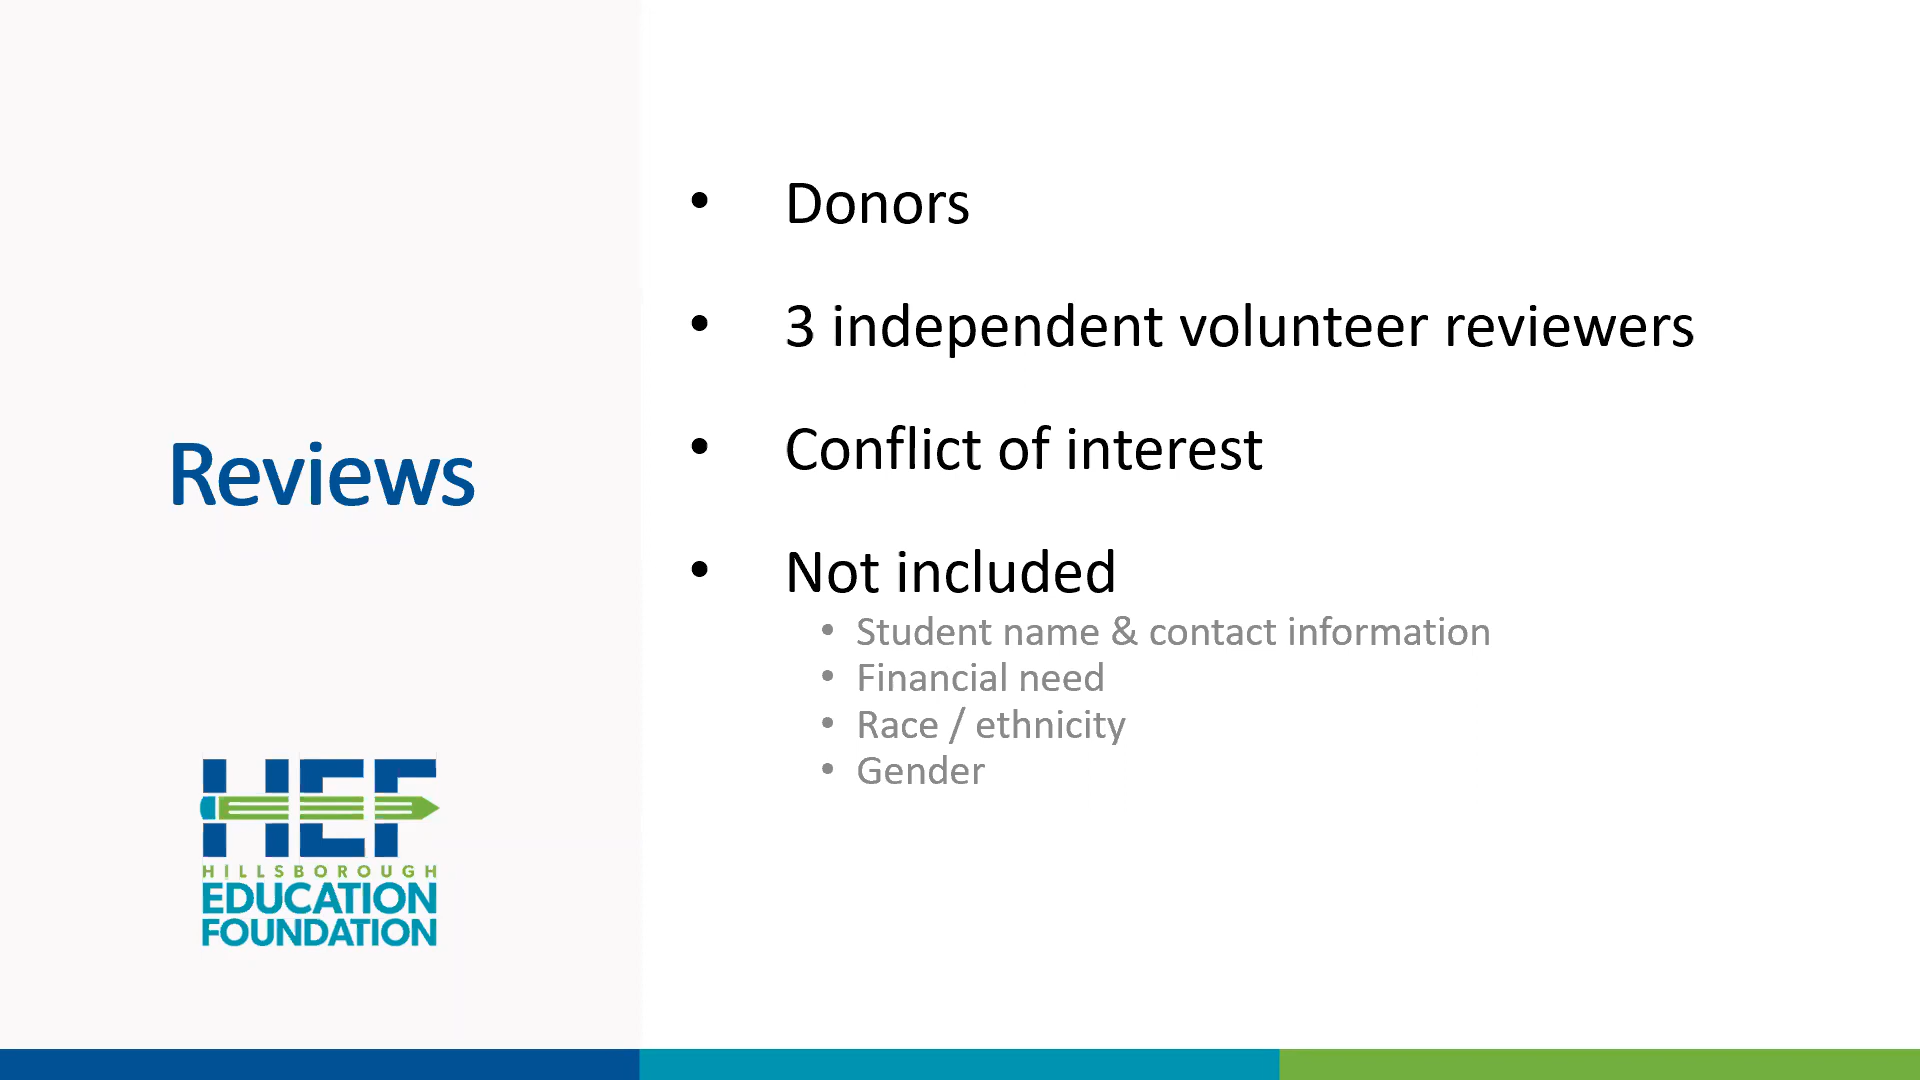 Reviews
HEF
HILLSBOROUGH
EDUCATION
FOUNDATION
• Donors
• 3 independent volunteer reviewers
• Conflict of interest
• Not included
• Student name & contact information
• Financial need
• Race / ethnicity
• Gender